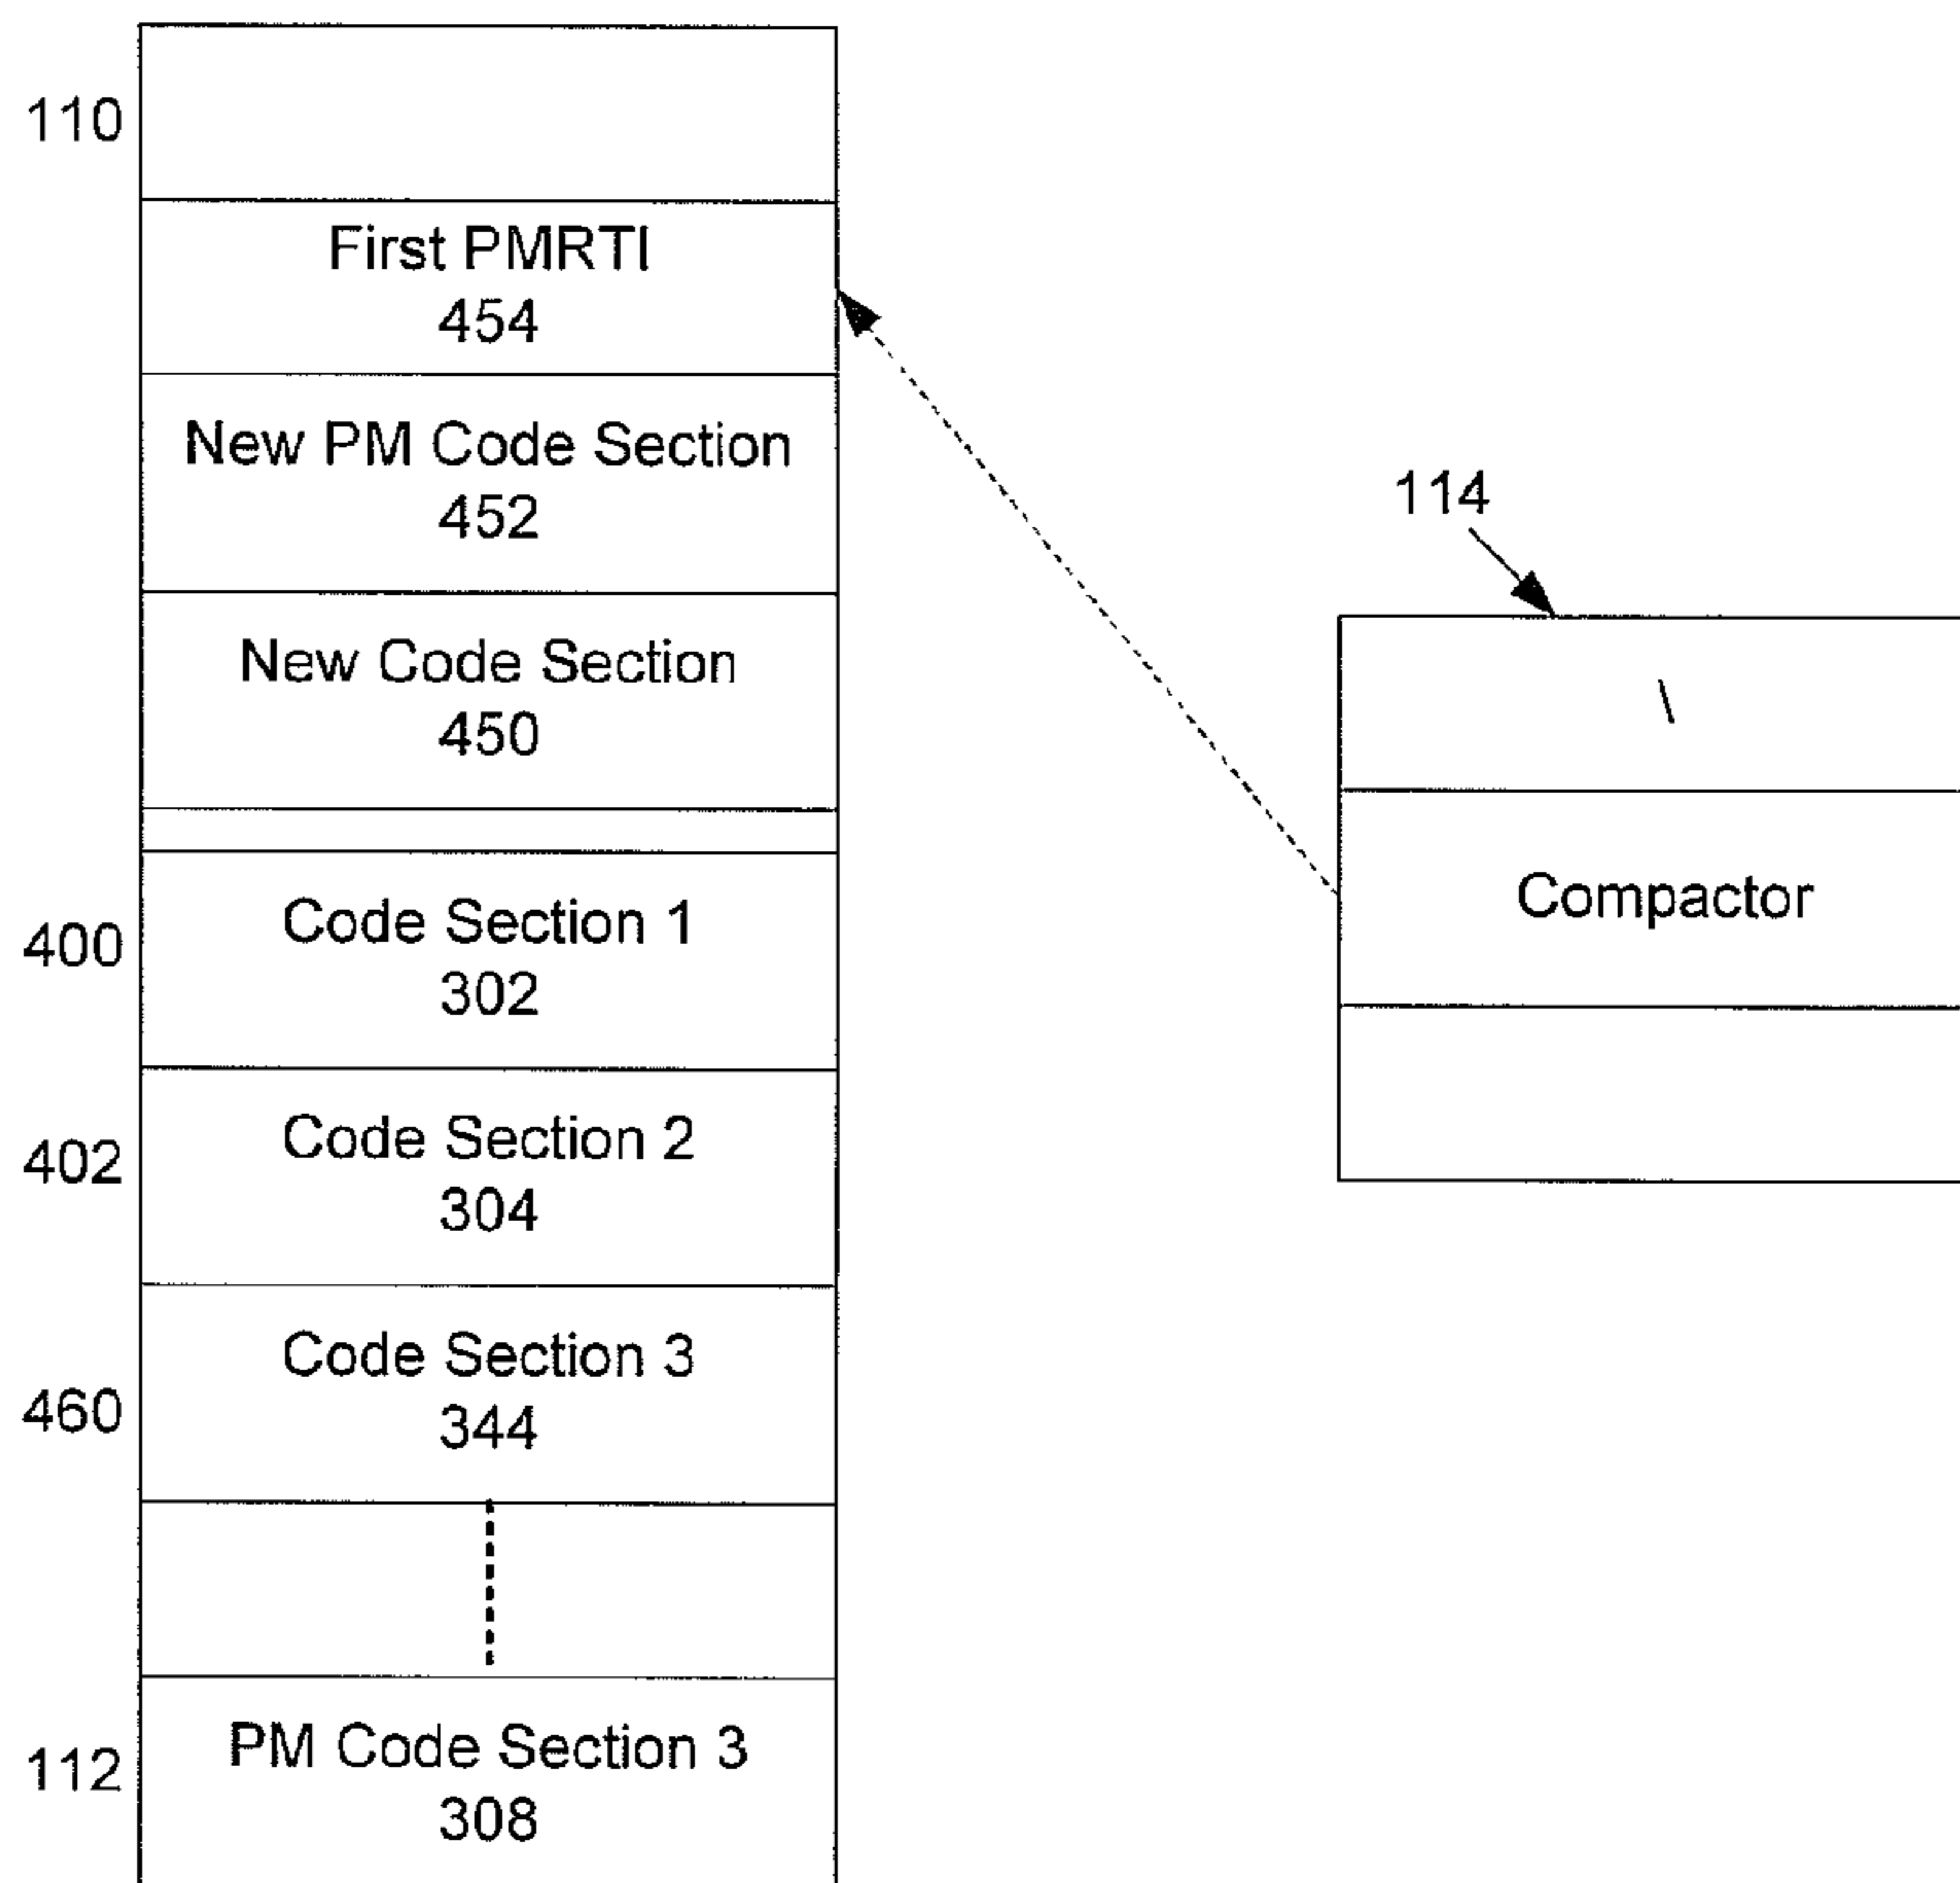 110
First PMRTI
454
New PM Code Section
452
New Code Section
450
400
Code Section 1
302
402
Code Section 2
304
460
Code Section 3
344
112
PM Code Section 3
308
114
\
Compactor